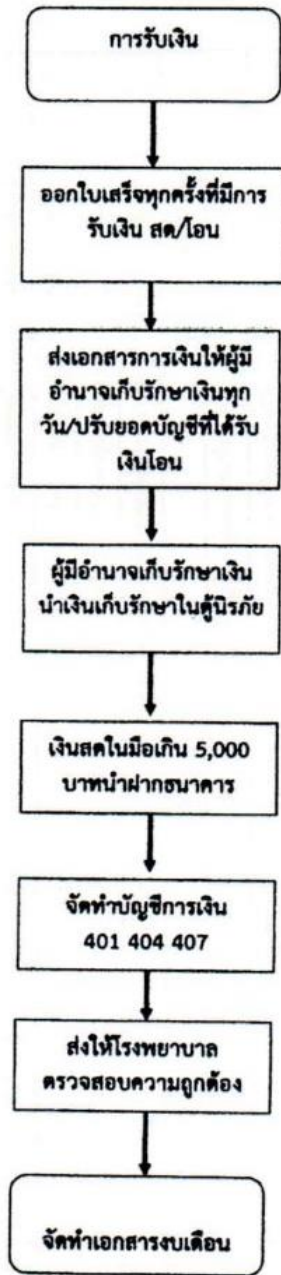 การรับเงิน
ออกใบเสร็จทุกครั้งที่มีการ
รับเงิน สด/โอน
ส่งเอกสารการเงินให้ผู้มี
อำนาจเก็บรักษาเงินทุก
วัน/ปรับยอดบัญชีที่ได้รับ
เงินโอน
ผู้มีอำนาจเก็บรักษาเงิน
นำเงินเก็บรักษาในตู้นิรภัย
เงินสดในมือเกิน 5,000
บาทนำฝากธนาคาร
จัดทำบัญชีการเงิน
401 404 407
ส่งให้โรงพยาบาล
ตรวจสอบความถูกต้อง
จัดทำเอกสารงบเดือน